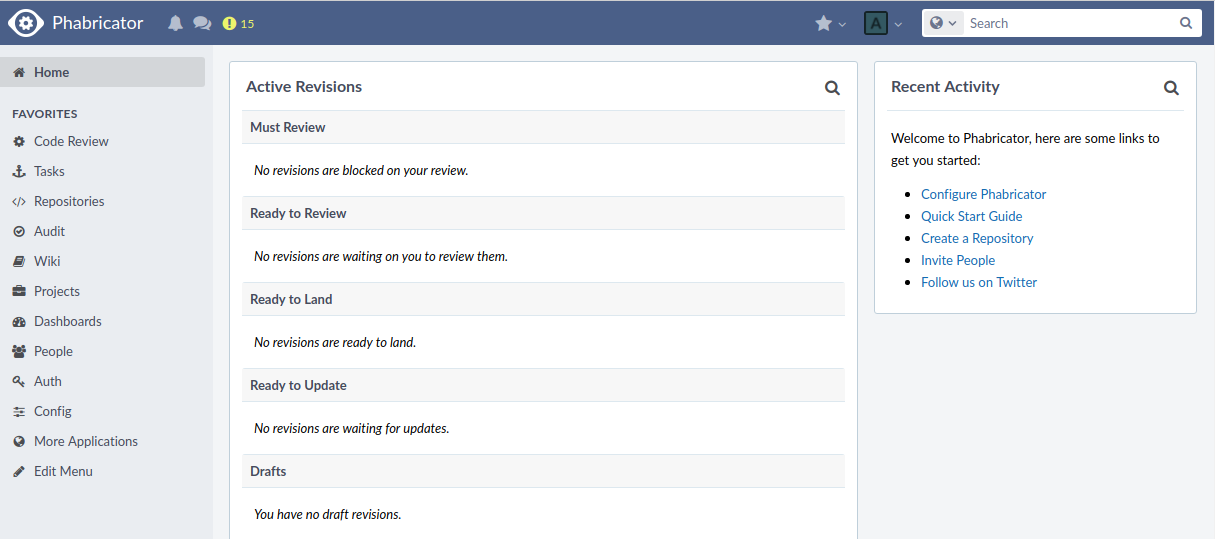 Phabricator
15
A
Search
Home
FAVORITES
Code Review
Tasks
Repositories
Audit
Wiki
Projects
Dashboards
People
Auth
Config
More Applications
Edit Menu
Active Revisions
Must Review
No revisions are blocked on your review.
Ready to Review
No revisions are waiting on you to review them.
Ready to Land
No revisions are ready to land.
Ready to Update
No revisions are waiting for updates.
Drafts
You have no draft revisions.
Recent Activity
Welcome to Phabricator, here are some links to
get you started:
Configure Phabricator
Quick Start Guide
Create a Repository
Invite People
Follow us on Twitter